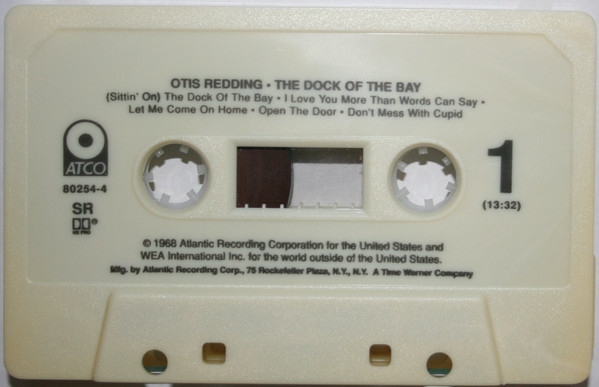 OTIS REDDING • THE DOCK OF THE BAY
(Sittin' On) The Dock Of The Bay • I Love You More Than Words Can Say •
Let Me Come On Home • Open The Door • Don't Mess With Cupid
ATCO
80254-4
SR
HX PRO
1
(13:32)
© 1968 Atlantic Recording Corporation for the United States and
WEA International Inc. for the world outside of the United States.
Mfg. by Atlantic Recording Corp., 75 Rockefeller Plaza, N.Y., N.Y. A Time Warner Company